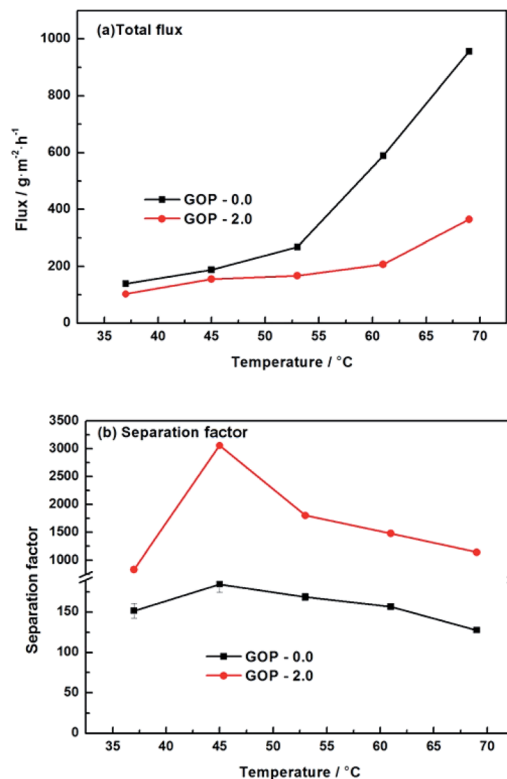 (a)Total flux
1000
800
600
400
200
0
Flux / g·m⁻²·h⁻¹
GOP - 0.0
GOP - 2.0
35 40 45 50 55 60 65 70
Temperature / °C
(b) Separation factor
3500
3000
2500
2000
1500
1000
150
100
50
0
Separation factor
GOP - 0.0
GOP - 2.0
35 40 45 50 55 60 65 70
Temperature / °C